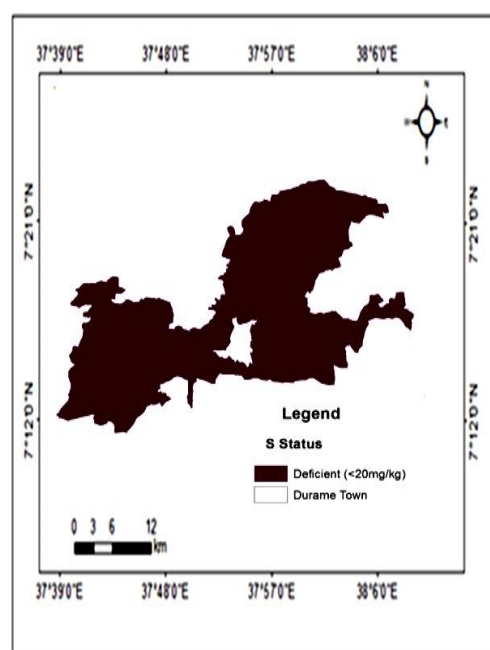 37°39'0"E 37°48'0"E 37°57'0"E 38°6'0"E
N
W E
S
7°21'0"N 7°21'0"N
7°12'0"N 7°12'0"N
Legend
S Status
Deficient (<20mg/kg)
Durame Town
0 3 6 12
km
37°39'0"E 37°48'0"E 37°57'0"E 38°6'0"E